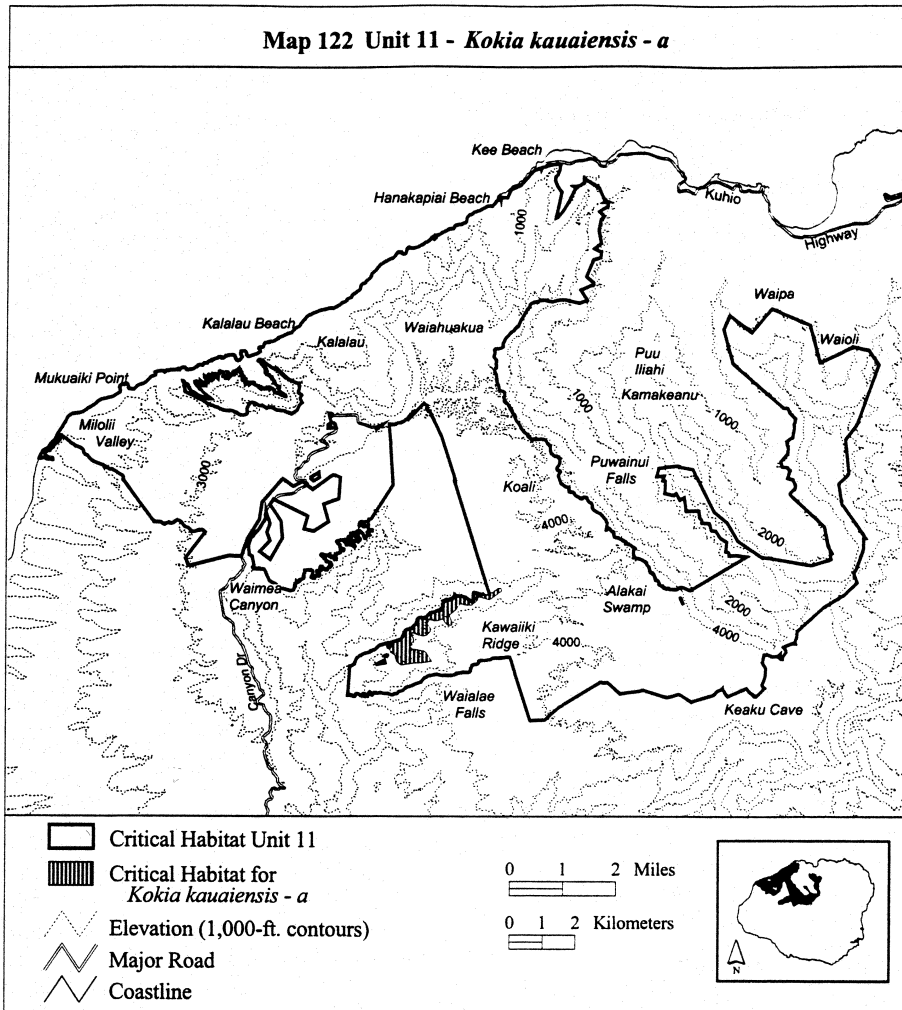 Map 122 Unit 11 - Kokia kauaiensis - a
Kee Beach
Hanakapiai Beach
Kuhio
Highway
1000
Waipa
Kalalau Beach
Kalalau
Waiahuakua
Waioli
Puu
Iliahi
Mukuaiki Point
Kamakeanu
1000
1000
Milolii
Valley
3000
Puwainui
Falls
Koali
4000
2000
Waimea
Canyon
Alakai
Swamp
2000
Kawaiiki
Ridge
4000
4000
Canyon Dr
Waialae
Falls
Keaku Cave
Critical Habitat Unit 11
Critical Habitat for
Kokia kauaiensis - a
Elevation (1,000-ft. contours)
Major Road
Coastline
0 1 2 Miles
0 1 2 Kilometers
N